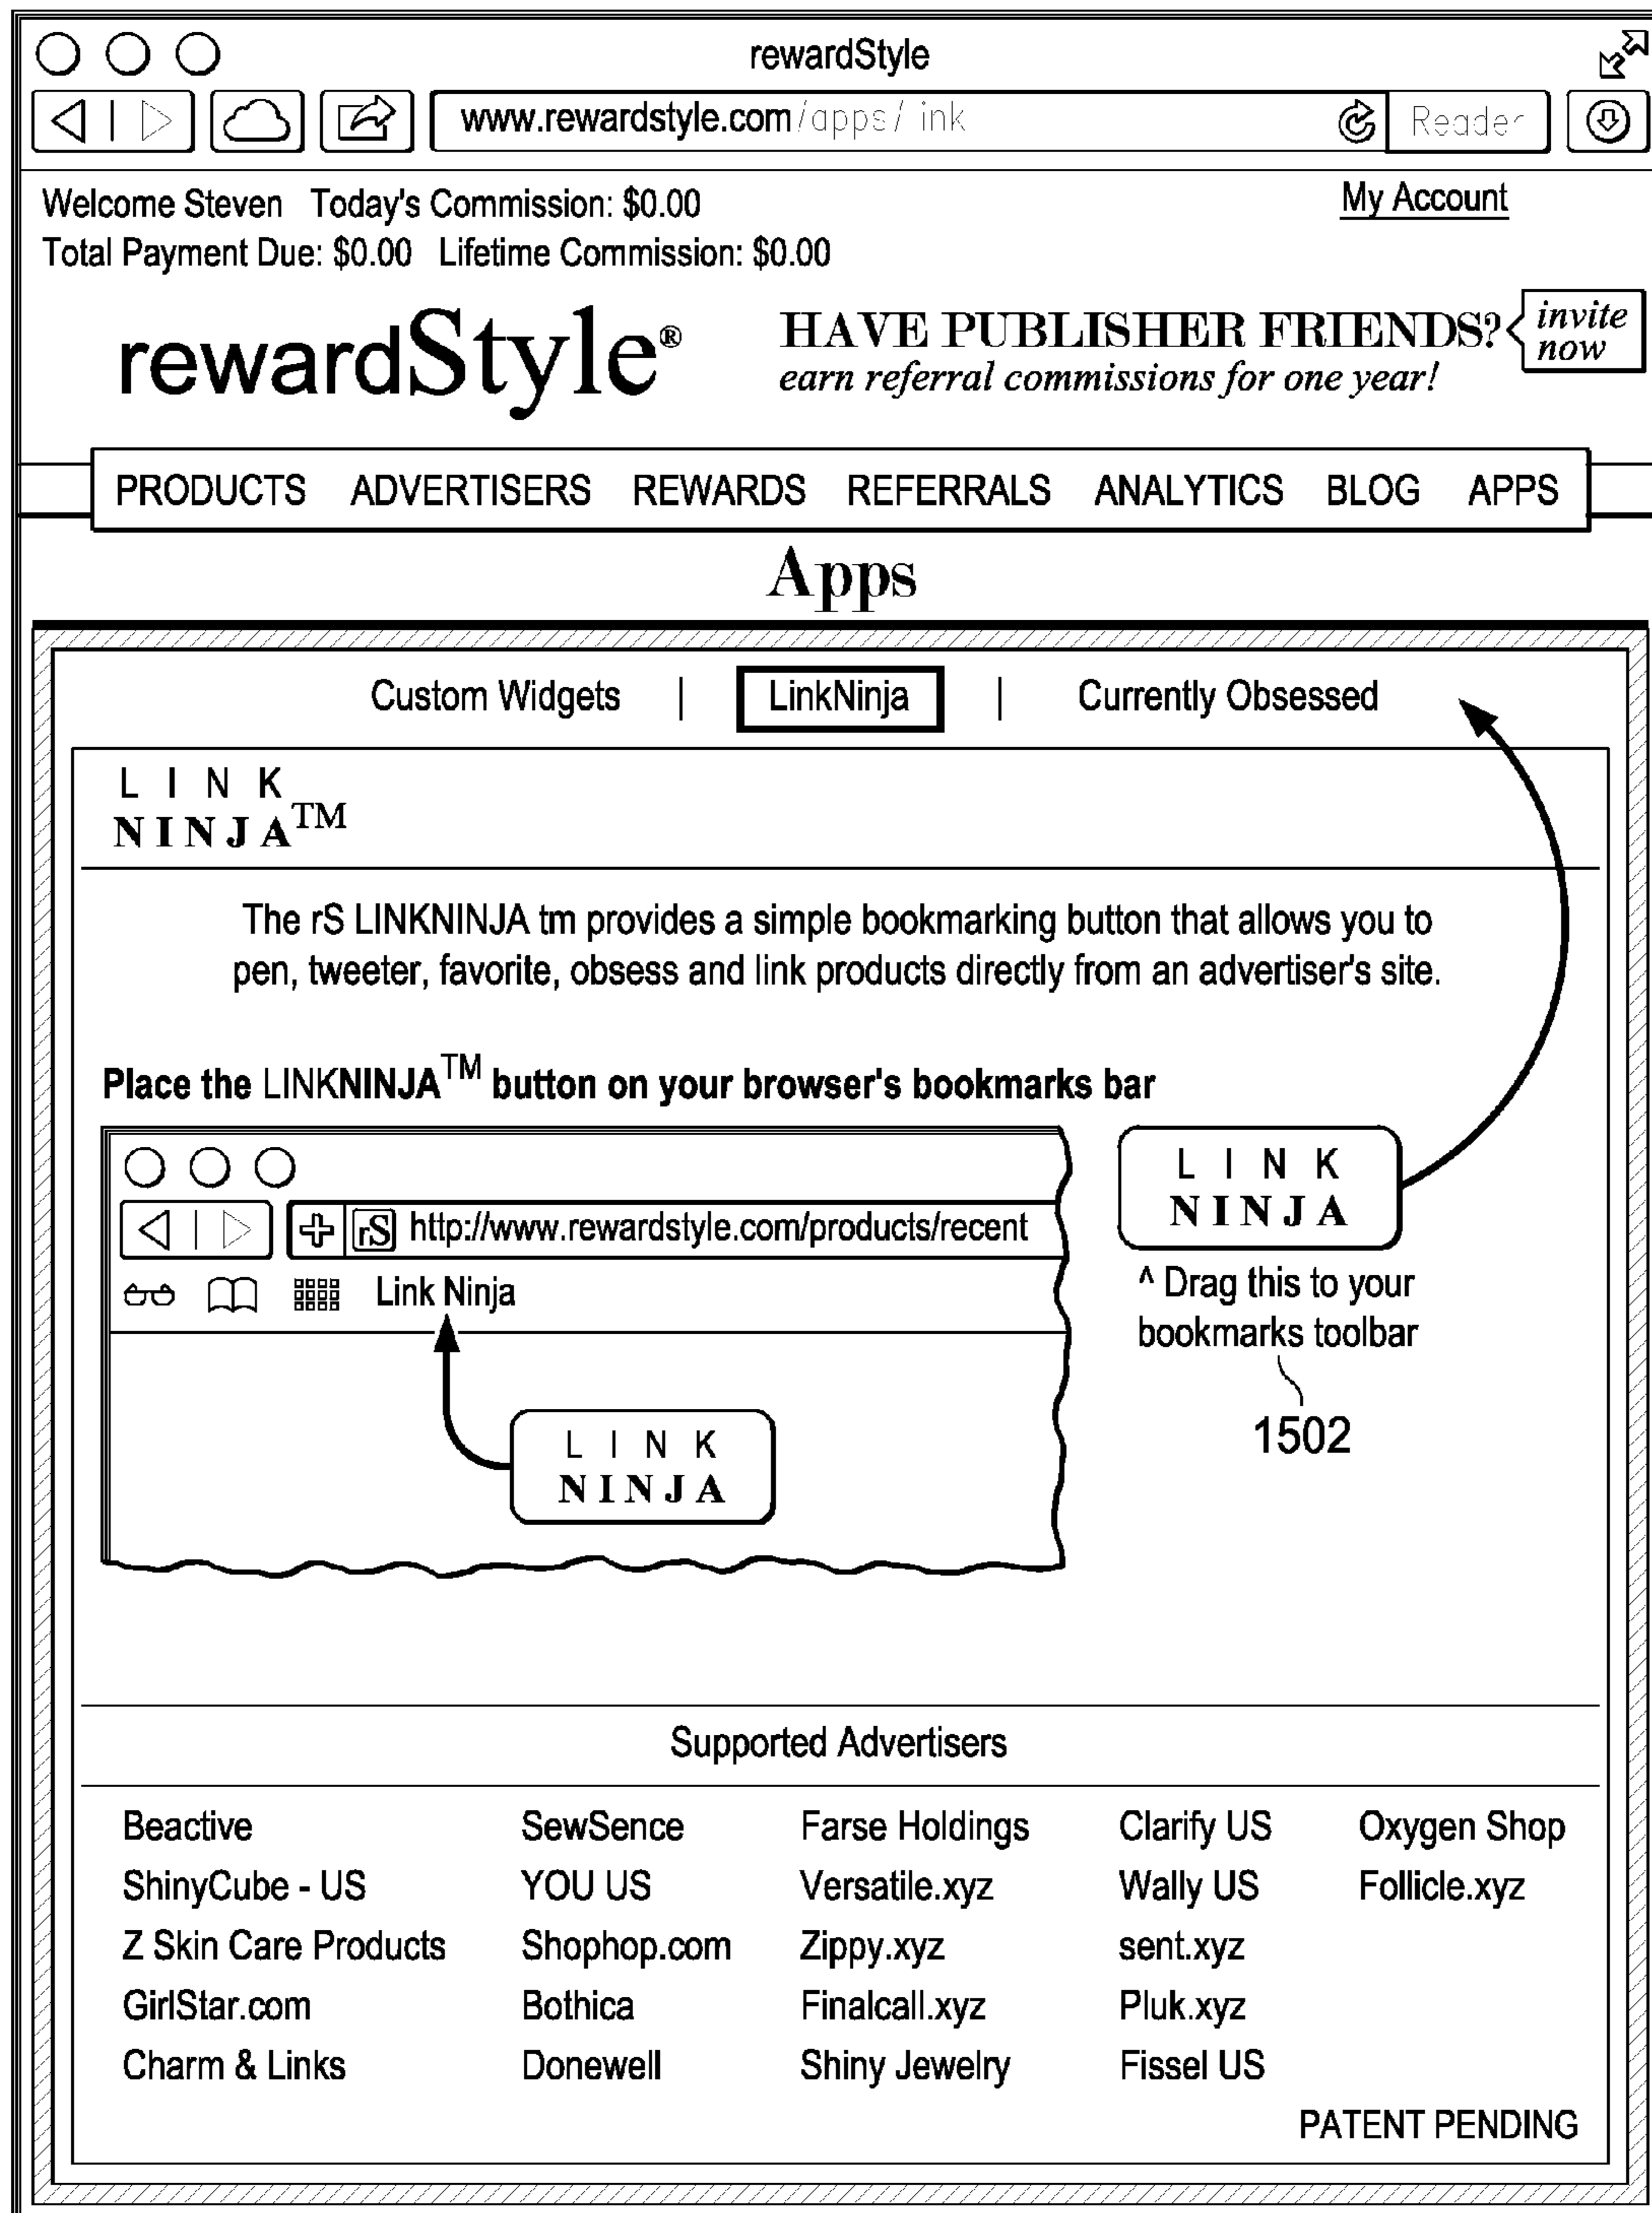 rewardStyle
www.rewardstyle.com/apps/ ink Reader
Welcome Steven Today's Commission: $0.00 My Account
Total Payment Due: $0.00 Lifetime Commission: $0.00
rewardStyle®
HAVE PUBLISHER FRIENDS?
earn referral commissions for one year!
invite
now
PRODUCTS ADVERTISERS REWARDS REFERRALS ANALYTICS BLOG APPS
Apps
Custom Widgets | LinkNinja | Currently Obsessed
LINK
NINJA™
The rS LINKNINJA tm provides a simple bookmarking button that allows you to
pen, tweeter, favorite, obsess and link products directly from an advertiser's site.
Place the LINKNINJA™ button on your browser's bookmarks bar
rS http://www.rewardstyle.com/products/recent
Link Ninja
LINK
NINJA
LINK
NINJA
^ Drag this to your
bookmarks toolbar
1502
Supported Advertisers
Beactive SewSence Farse Holdings Clarify US Oxygen Shop
ShinyCube - US YOU US Versatile.xyz Wally US Follicle.xyz
Z Skin Care Products Shophop.com Zippy.xyz sent.xyz
GirlStar.com Bothica Finalcall.xyz Pluk.xyz
Charm & Links Donewell Shiny Jewelry Fissel US
PATENT PENDING